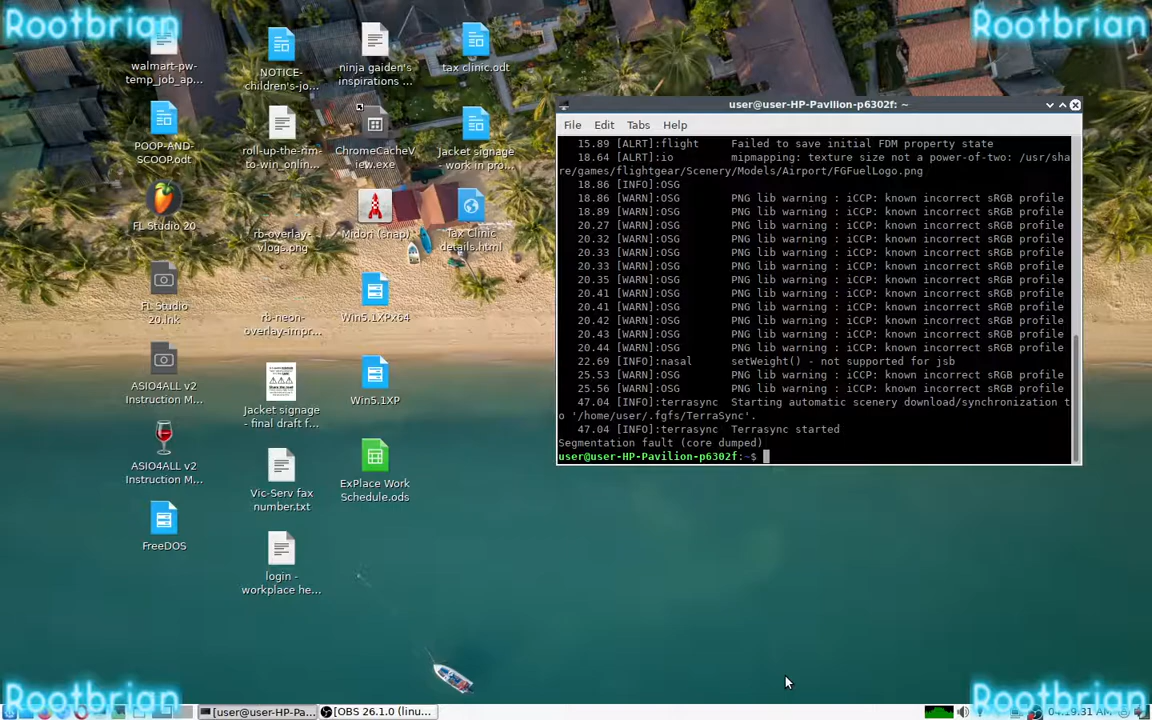 Rootbrian
Rootbrian
walmart-pw-
temp_job_ap...
NOTICE-
children's-jo...
ninja gaiden's
inspirations ...
tax clinic.odt
POOP-AND-
SCOOP.odt
roll-up-the-rim-
to-win_onlin...
ChromeCacheV
iew.exe
Jacket signage
- work in pro...
FL Studio 20
rb-overlay-
vlogs.png
Midori (Snap)
Tax Clinic
details.html
FL Studio
20.lnk
rb-neon-
overlay-impr...
Win5.1XPx64
ASIO4ALL v2
Instruction M...
Jacket signage
- final draft f...
Win5.1XP
ASIO4ALL v2
Instruction M...
Vic-Serv fax
number.txt
ExPlace Work
Schedule.ods
FreeDOS
login -
workplace he...
user@user-HP-Pavilion-p6302f: ~
File Edit Tabs Help
15.89 [ALRT]:flight Failed to save initial FDM property state
18.64 [ALRT]:io mipmapping: texture size not a power-of-two: /usr/sha
re/games/flightgear/Scenery/Models/Airport/FGFuelLogo.png
18.86 [INFO]:OSG
18.86 [WARN]:OSG PNG lib warning : iCCP: known incorrect sRGB profile
18.89 [WARN]:OSG PNG lib warning : iCCP: known incorrect sRGB profile
20.27 [WARN]:OSG PNG lib warning : iCCP: known incorrect sRGB profile
20.32 [WARN]:OSG PNG lib warning : iCCP: known incorrect sRGB profile
20.33 [WARN]:OSG PNG lib warning : iCCP: known incorrect sRGB profile
20.33 [WARN]:OSG PNG lib warning : iCCP: known incorrect sRGB profile
20.35 [WARN]:OSG PNG lib warning : iCCP: known incorrect sRGB profile
20.41 [WARN]:OSG PNG lib warning : iCCP: known incorrect sRGB profile
20.41 [WARN]:OSG PNG lib warning : iCCP: known incorrect sRGB profile
20.42 [WARN]:OSG PNG lib warning : iCCP: known incorrect sRGB profile
20.43 [WARN]:OSG PNG lib warning : iCCP: known incorrect sRGB profile
20.44 [WARN]:OSG PNG lib warning : iCCP: known incorrect sRGB profile
22.69 [INFO]:nasal setWeight() - not supported for jsb
25.53 [WARN]:OSG PNG lib warning : iCCP: known incorrect sRGB profile
25.56 [WARN]:OSG PNG lib warning : iCCP: known incorrect sRGB profile
47.04 [INFO]:terrasync Starting automatic scenery download/synchronization t
o '/home/user/.fgfs/TerraSync'.
47.04 [INFO]:terrasync Terrasync started
Segmentation fault (core dumped)
user@user-HP-Pavilion-p6302f:~$
Rootbrian
Rootbrian
[user@user-HP-Pa...
[OBS 26.1.0 (linu...
04:19:31 AM